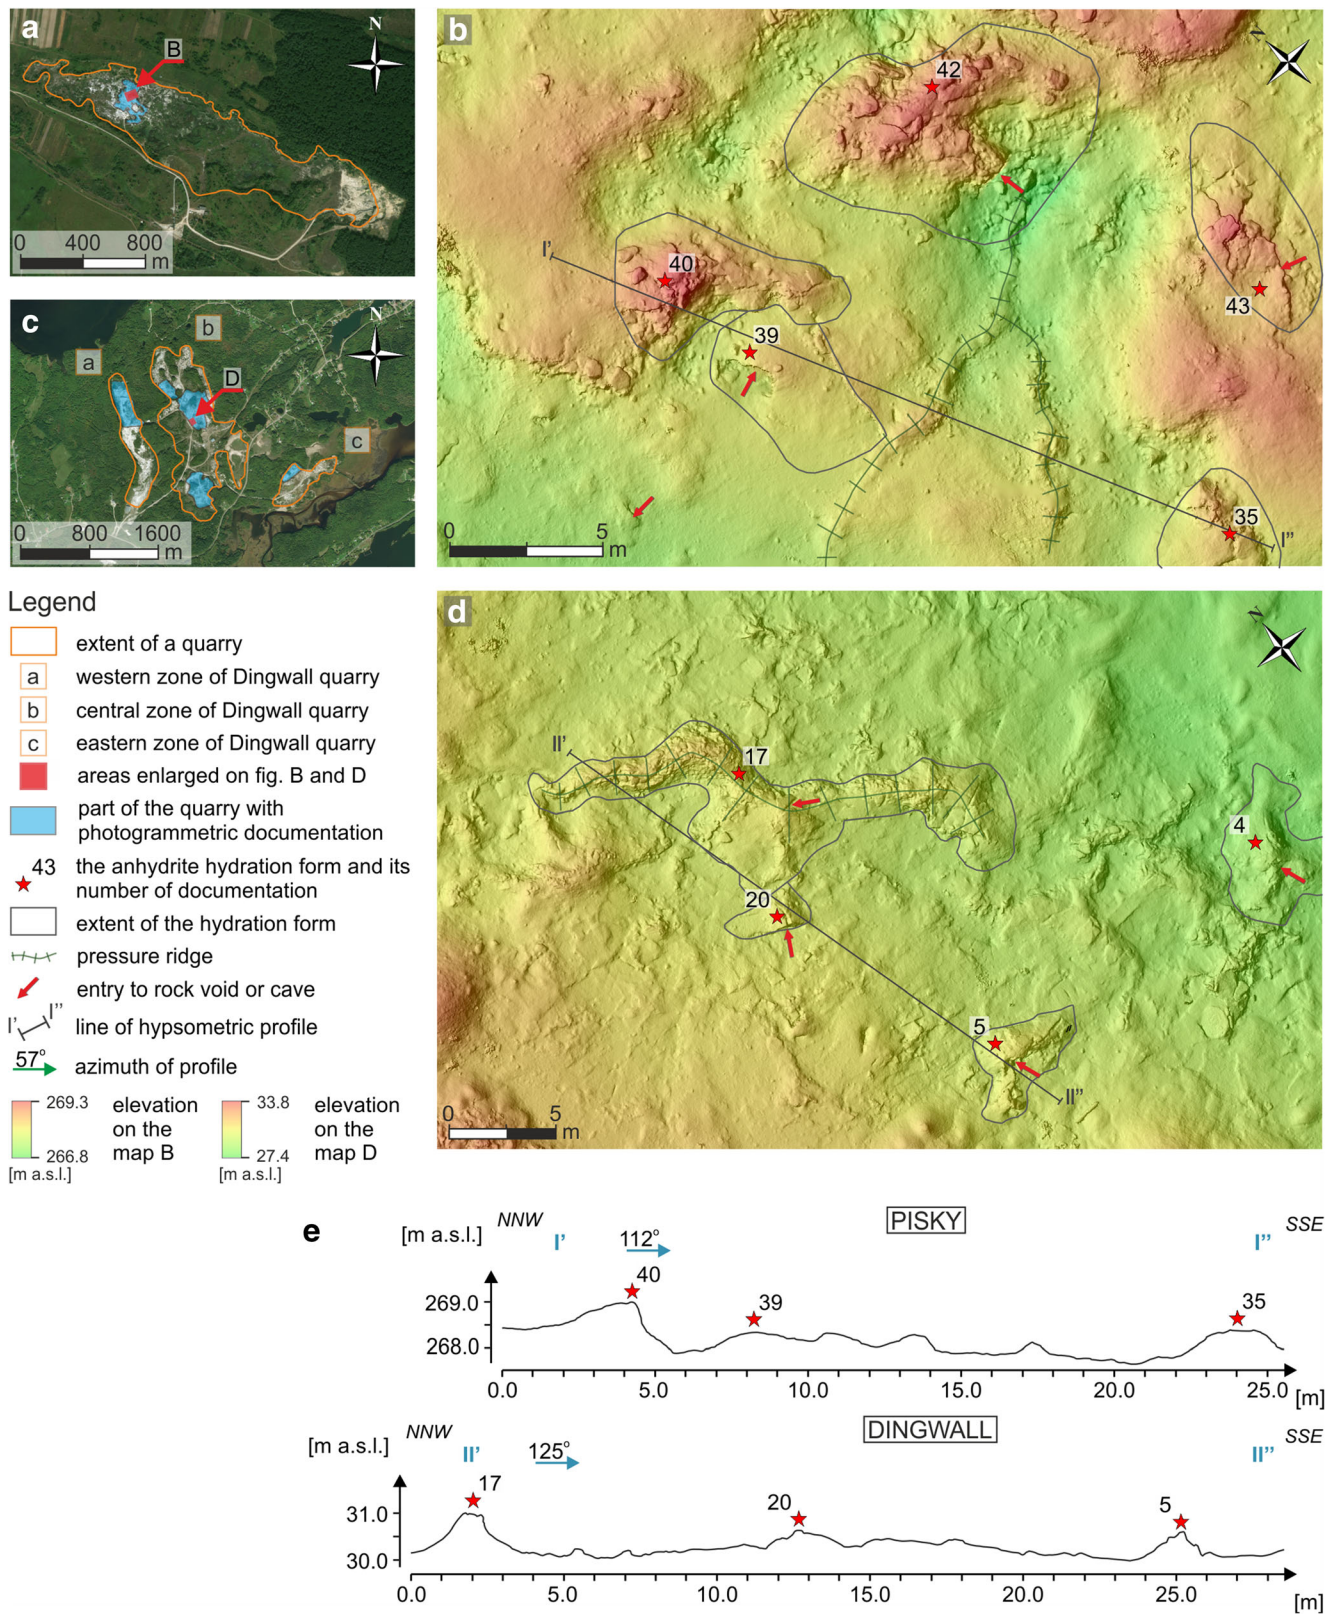 a
B
N
0 400 800
m
b
N
42
I'
40
39
43
35
I''
0 5
m
c
N
a
b
D
c
0 800 1600
m
Legend
extent of a quarry
a western zone of Dingwall quarry
b central zone of Dingwall quarry
c eastern zone of Dingwall quarry
areas enlarged on fig. B and D
part of the quarry with
photogrammetric documentation
43 the anhydrite hydration form and its
number of documentation
extent of the hydration form
pressure ridge
entry to rock void or cave
I' I'' line of hypsometric profile
57° azimuth of profile
269.3 elevation 33.8 elevation
on the on the
266.8 map B 27.4 map D
[m a.s.l.] [m a.s.l.]
d
N
II'
17
4
20
5
II''
0 5
m
e
NNW PISKY SSE
[m a.s.l.] I' 112° I''
40
39
35
269.0
268.0
0.0 5.0 10.0 15.0 20.0 25.0 [m]
NNW DINGWALL SSE
[m a.s.l.] II' 125° II''
17
20
5
31.0
30.0
0.0 5.0 10.0 15.0 20.0 25.0 [m]